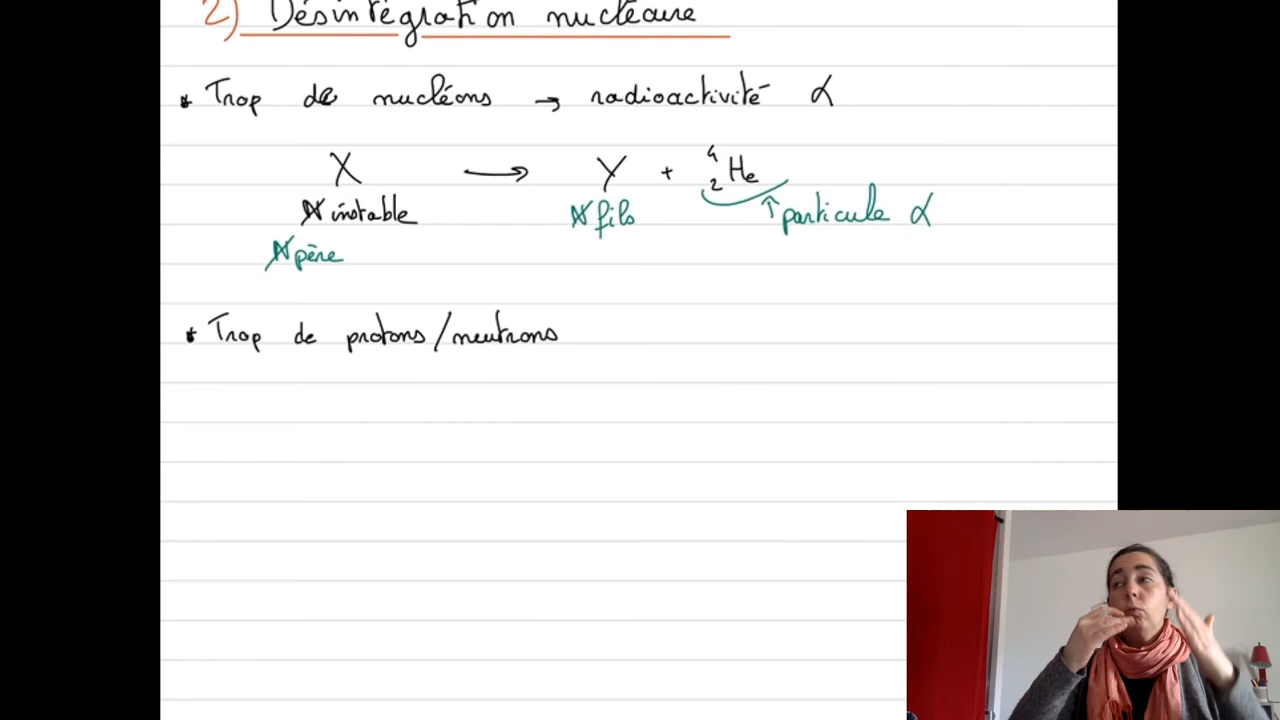 2) Désintégration nucléaire
* Trop de nucléons → radioactivité α
X → Y + ⁴₂He
N instable N fils ↑ particule α
N père
* Trop de protons/neutrons